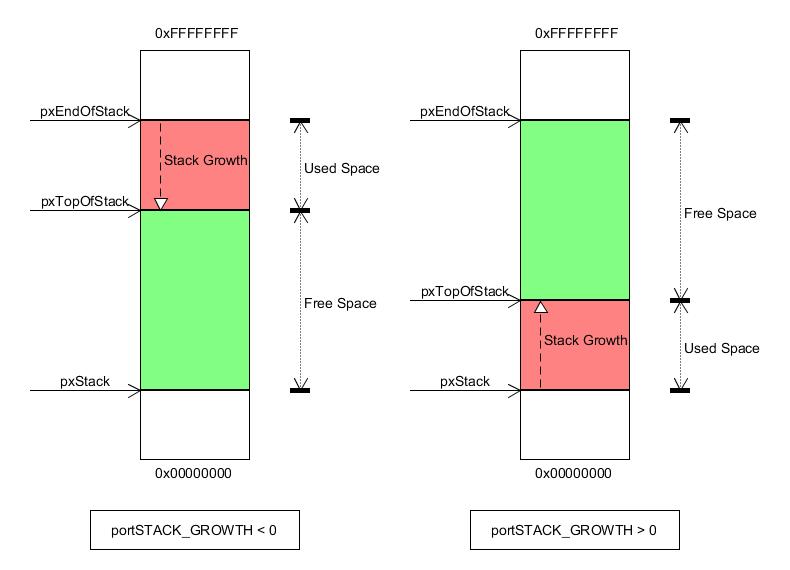 0xFFFFFFFF
pxEndOfStack
Stack Growth
Used Space
pxTopOfStack
Free Space
pxStack
0x00000000
portSTACK_GROWTH < 0
0xFFFFFFFF
pxEndOfStack
Free Space
pxTopOfStack
Stack Growth
Used Space
pxStack
0x00000000
portSTACK_GROWTH > 0